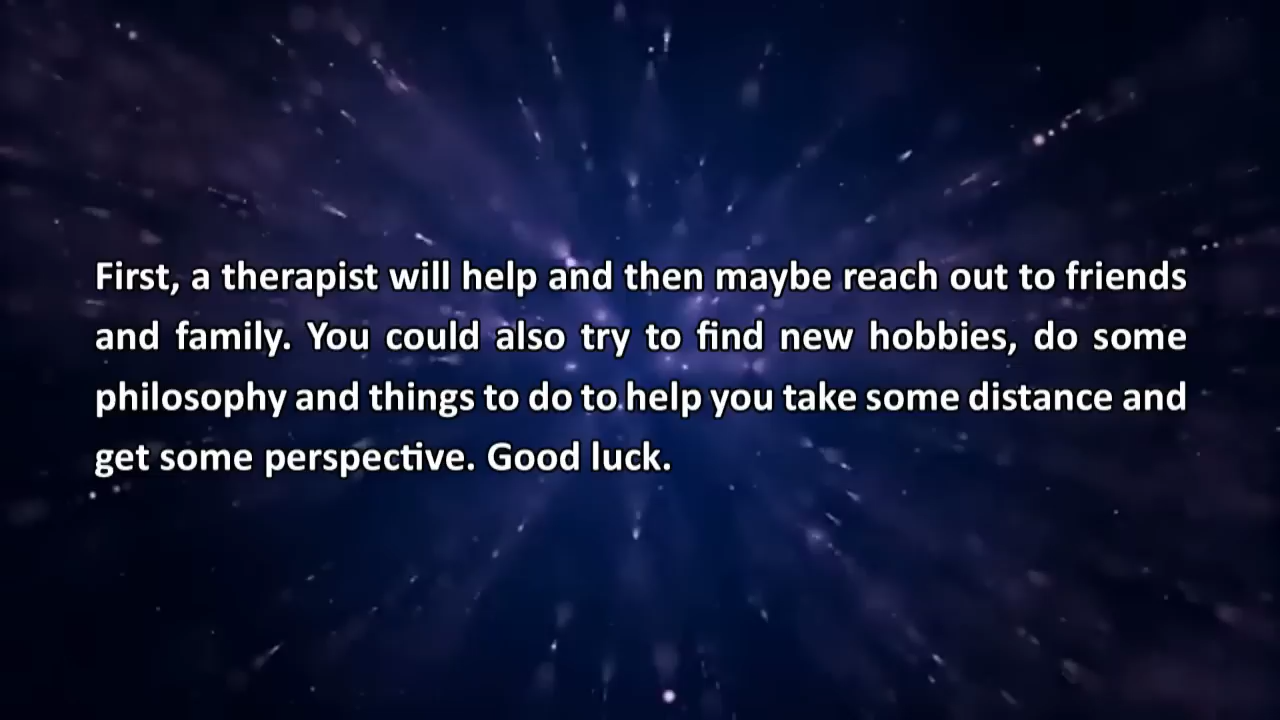 First, a therapist will help and then maybe reach out to friends
and family. You could also try to find new hobbies, do some
philosophy and things to do to help you take some distance and
get some perspective. Good luck.